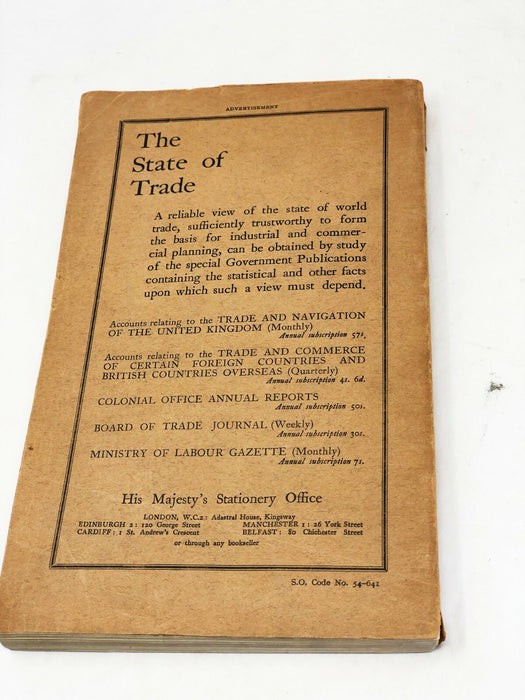 ADVERTISEMENT
The
State of
Trade
A reliable view of the state of world
trade, sufficiently trustworthy to form
the basis for industrial and commer-
cial planning, can be obtained by study
of the special Government Publications
containing the statistical and other facts
upon which such a view must depend.
Accounts relating to the TRADE AND NAVIGATION
OF THE UNITED KINGDOM (Monthly)
Annual subscription 57s.
Accounts relating to the TRADE AND COMMERCE
OF CERTAIN FOREIGN COUNTRIES AND
BRITISH COUNTRIES OVERSEAS (Quarterly)
Annual subscription 4s. 6d.
COLONIAL OFFICE ANNUAL REPORTS
Annual subscription 50s.
BOARD OF TRADE JOURNAL (Weekly)
Annual subscription 30s.
MINISTRY OF LABOUR GAZETTE (Monthly)
Annual subscription 7s.
His Majesty's Stationery Office
LONDON, W.C.2: Adastral House, Kingsway
EDINBURGH 2: 120 George Street MANCHESTER 1: 26 York Street
CARDIFF: 1 St. Andrew's Crescent BELFAST: 80 Chichester Street
or through any bookseller
S.O. Code No. 54-641